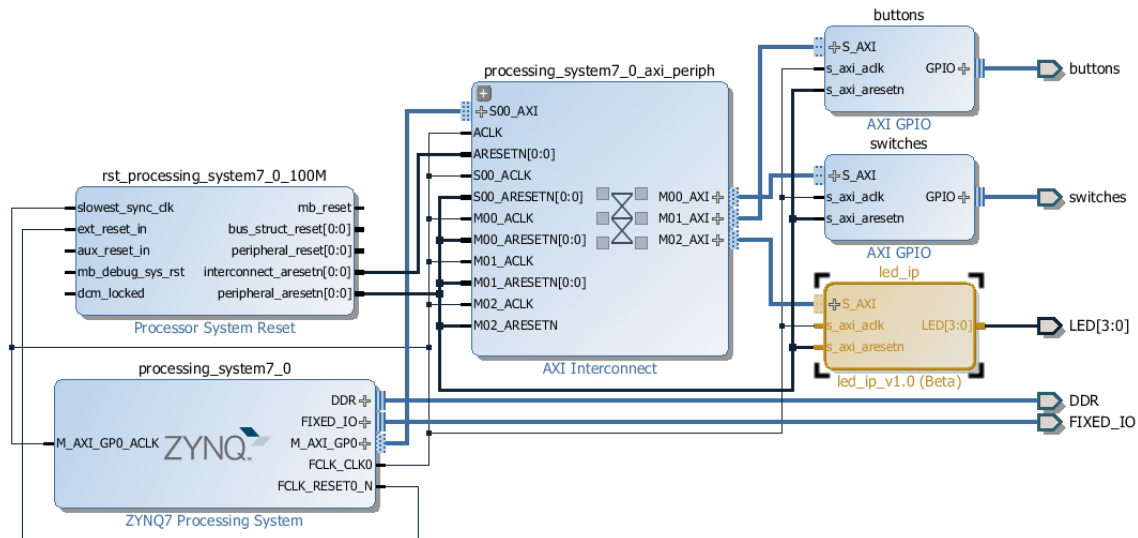 rst_processing_system7_0_100M
slowest_sync_clk
ext_reset_in
aux_reset_in
mb_debug_sys_rst
dcm_locked
mb_reset
bus_struct_reset[0:0]
peripheral_reset[0:0]
interconnect_aresetn[0:0]
peripheral_aresetn[0:0]
Processor System Reset
processing_system7_0
M_AXI_GP0_ACLK
ZYNQ
DDR
FIXED_IO
M_AXI_GP0
FCLK_CLK0
FCLK_RESET0_N
ZYNQ7 Processing System
processing_system7_0_axi_periph
S00_AXI
ACLK
ARESETN[0:0]
S00_ACLK
S00_ARESETN[0:0]
M00_ACLK
M00_ARESETN[0:0]
M01_ACLK
M01_ARESETN[0:0]
M02_ACLK
M02_ARESETN
M00_AXI
M01_AXI
M02_AXI
AXI Interconnect
buttons
S_AXI
s_axi_aclk
s_axi_aresetn
GPIO
AXI GPIO
switches
S_AXI
s_axi_aclk
s_axi_aresetn
GPIO
AXI GPIO
led_ip
S_AXI
s_axi_aclk
s_axi_aresetn
LED[3:0]
led_ip_v1.0 (Beta)
buttons
switches
LED[3:0]
DDR
FIXED_IO